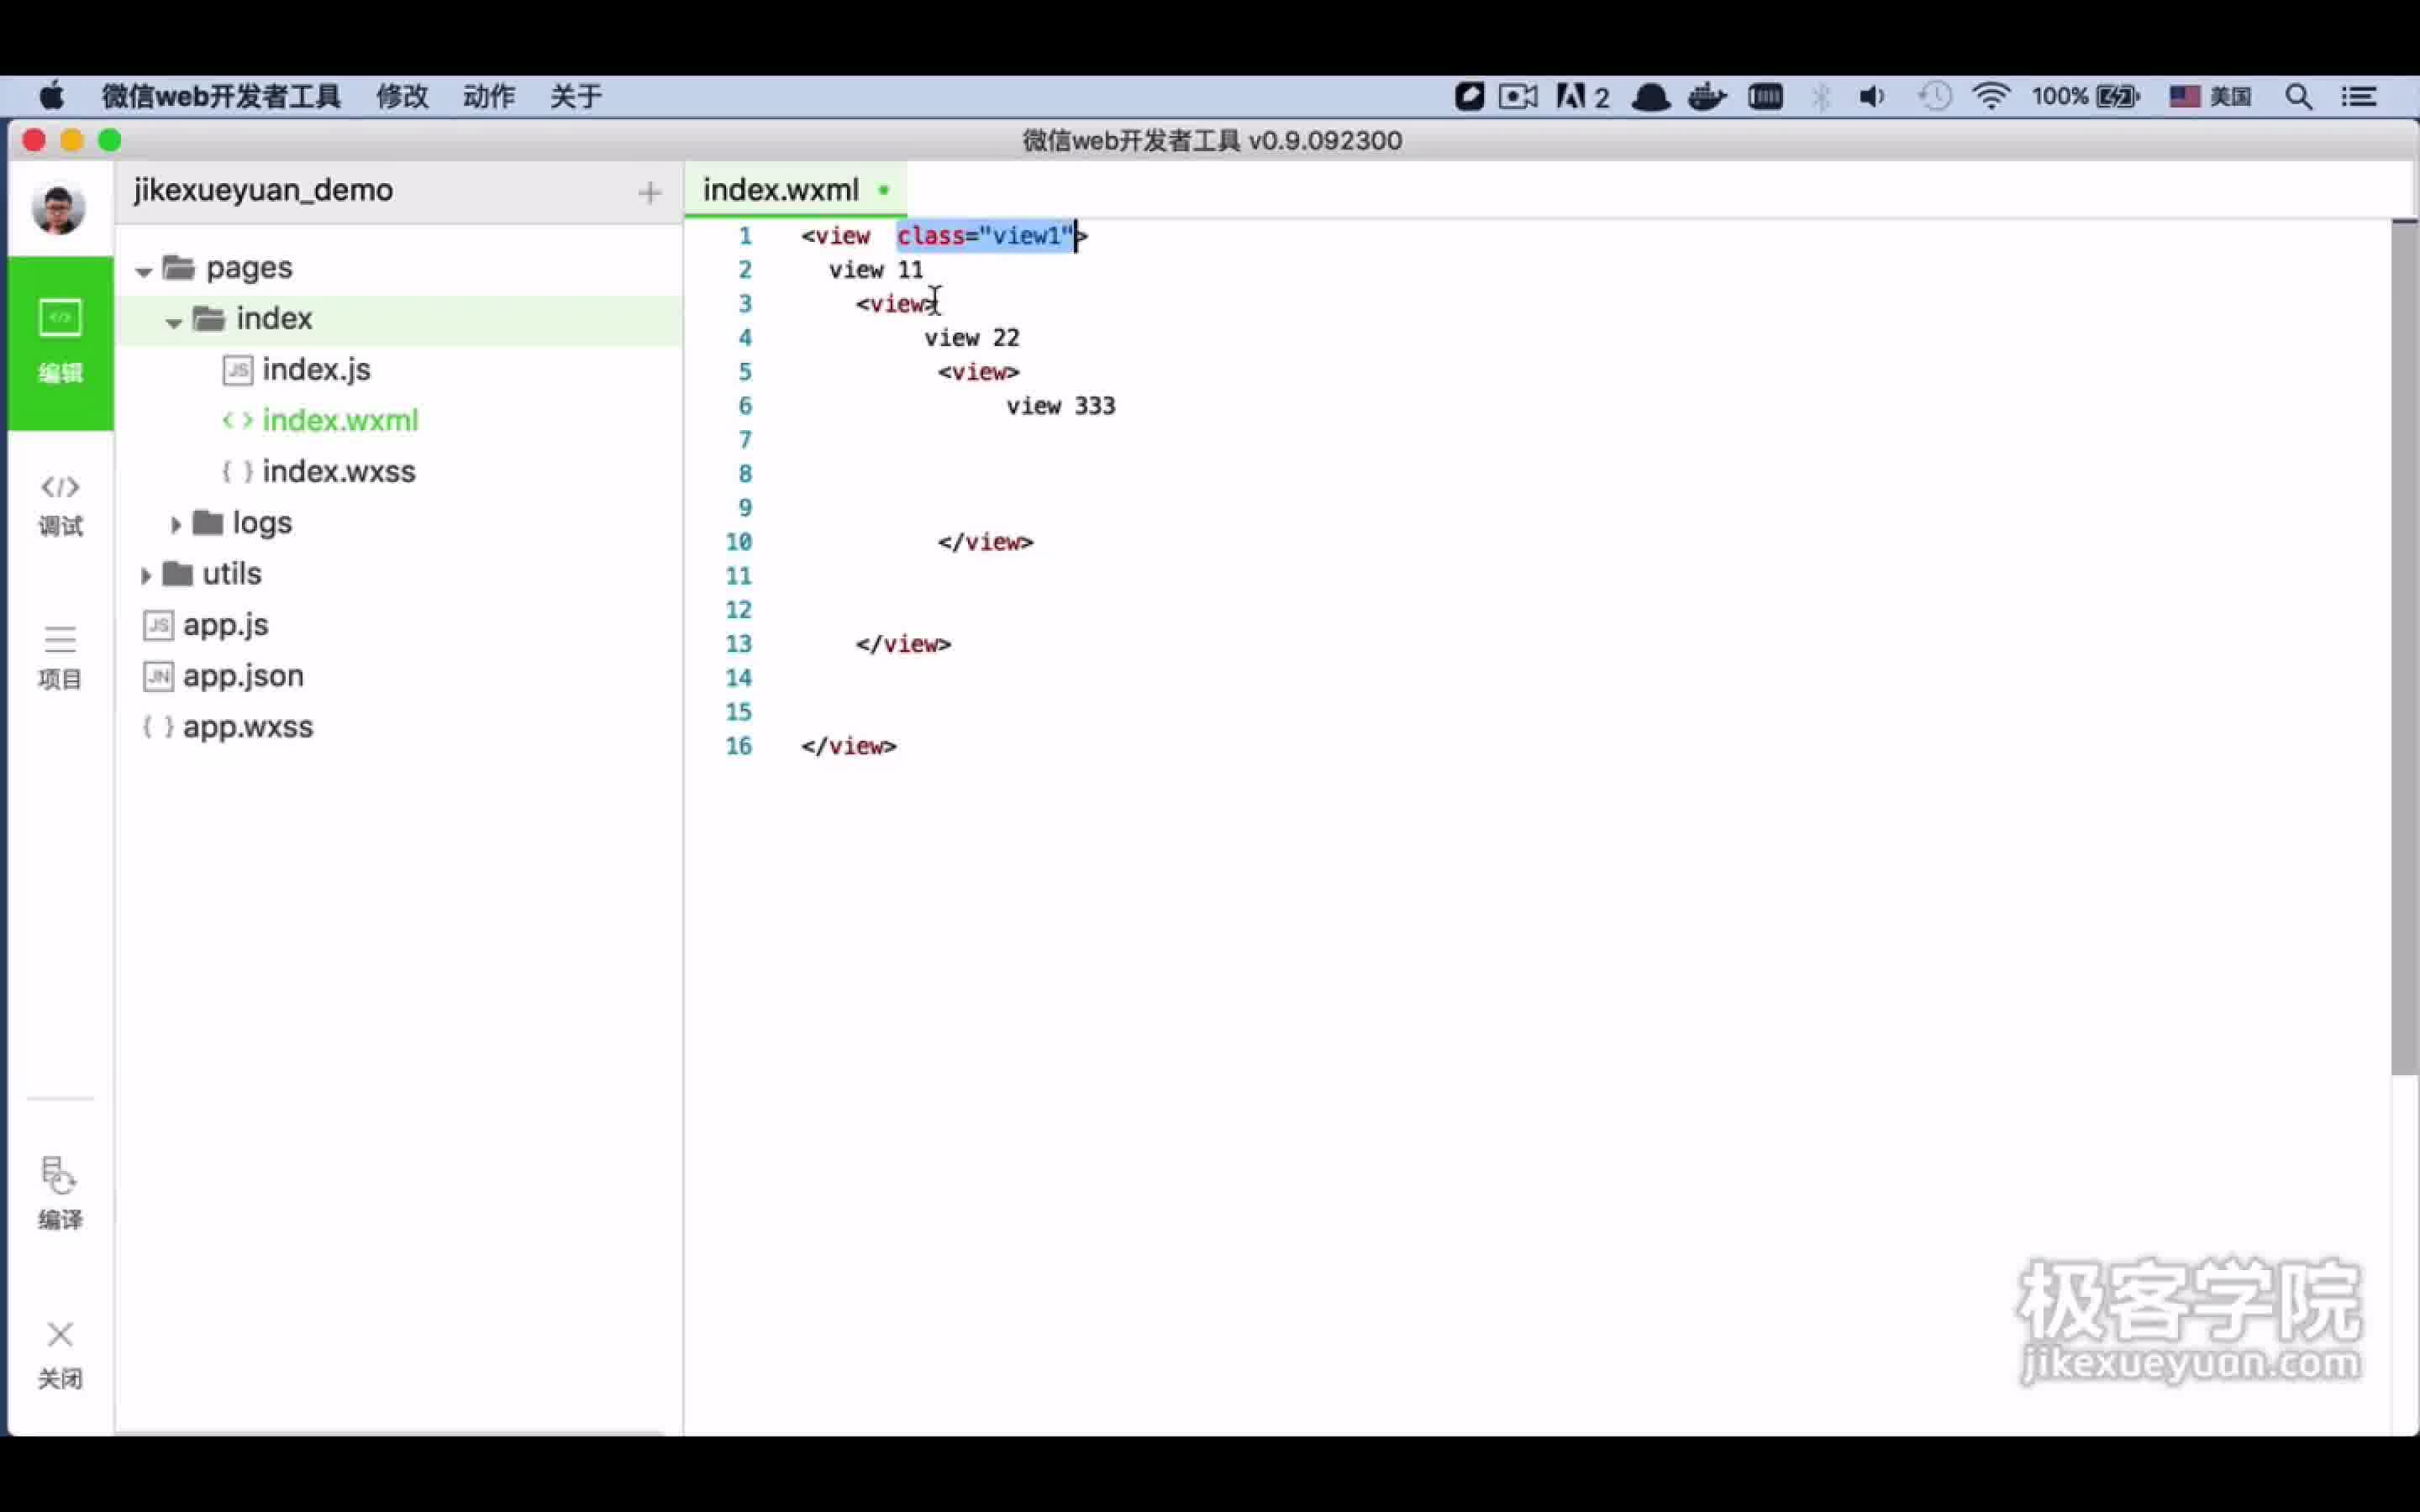 微信web开发者工具 修改 动作 关于 2 100% 美国
微信web开发者工具 v0.9.092300
jikexueyuan_demo
index.wxml
编辑
调试
项目
编译
关闭
pages
index
JS index.js
< > index.wxml
{ } index.wxss
logs
utils
JS app.js
JN app.json
{ } app.wxss
1 <view  class="view1">
2 view 11
3 <view>
4 view 22
5 <view>
6 view 333
7
8
9
10 </view>
11
12
13 </view>
14
15
16 </view>
极客学院
jikexueyuan.com